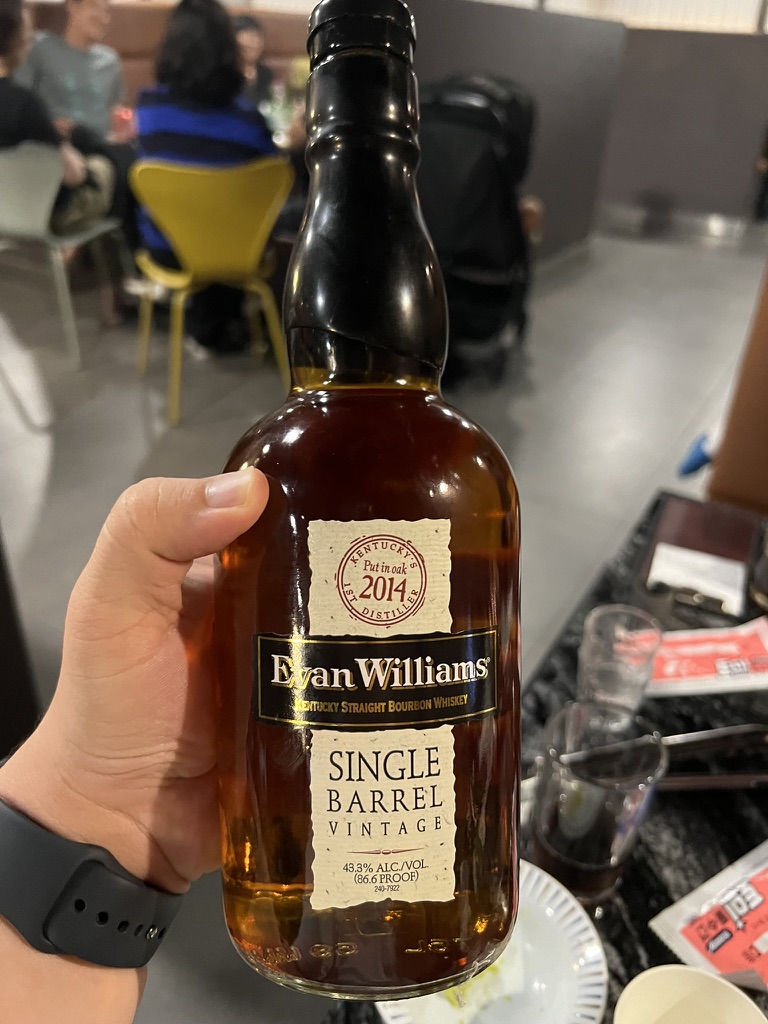 KENTUCKY'S
Put in oak
2014
1ST DISTILLER
Evan Williams
KENTUCKY STRAIGHT BOURBON WHISKEY
SINGLE
BARREL
VINTAGE
43.3% ALC./VOL
(86.6 PROOF)
240-7922